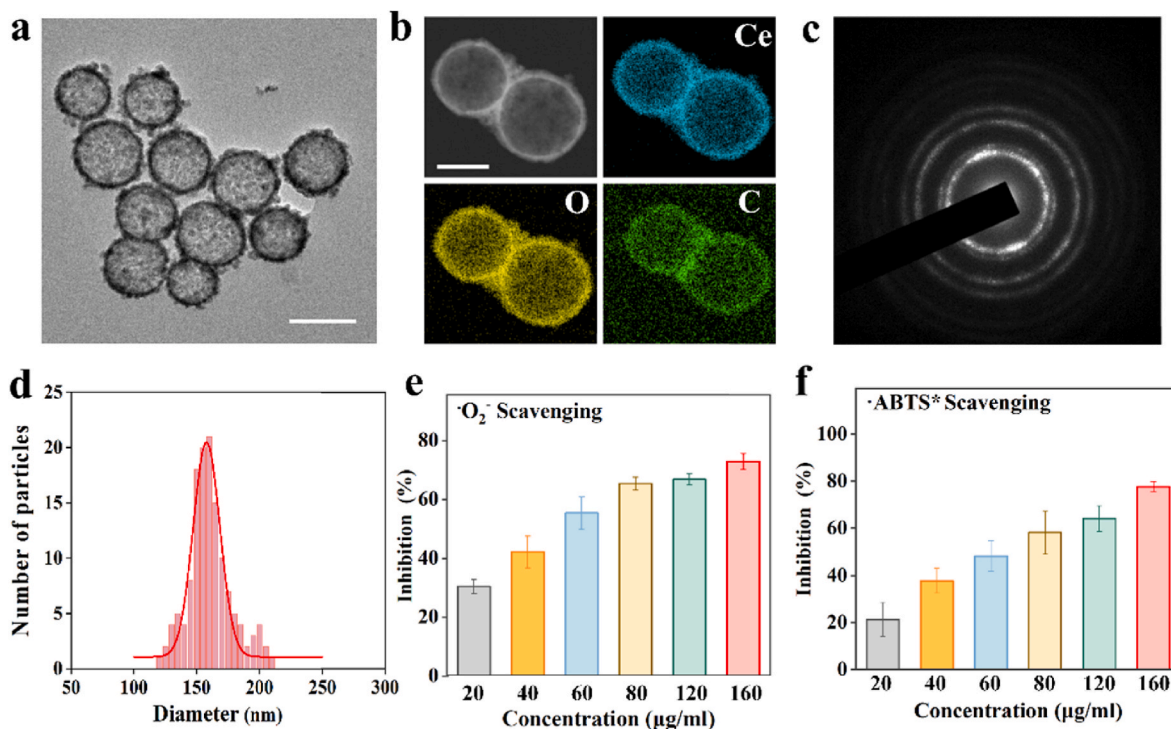 a
b
Ce
O
C
c
d
25
20
15
10
5
0
Number of particles
50 100 150 200 250 300
Diameter (nm)
e
·O₂⁻ Scavenging
80
60
40
20
0
Inhibition (%)
20 40 60 80 120 160
Concentration (μg/ml)
f
·ABTS* Scavenging
100
80
60
40
20
0
Inhibition (%)
20 40 60 80 120 160
Concentration (μg/ml)